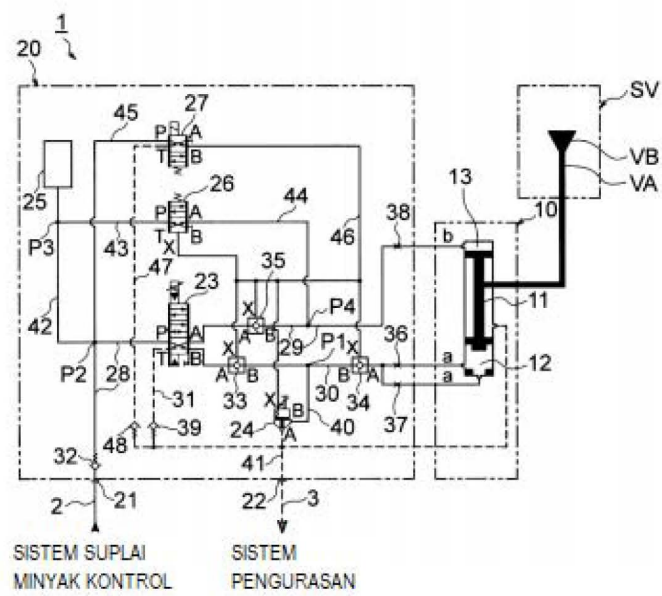 1
20
45
27
SV
P A
T B
VB
VA
25
26
44
13
10
38
P A
T B
X
P3
43
46
b
47
23
35
11
42
X
P4
P A
T B
A B
29
36
P2
28
X
P1
X
a
12
31
A B
33
30
B A
34
a
X
B
24
A
40
37
48
39
32
41
21
22
2
3
SISTEM SUPLAI
MINYAK KONTROL
SISTEM
PENGURASAN